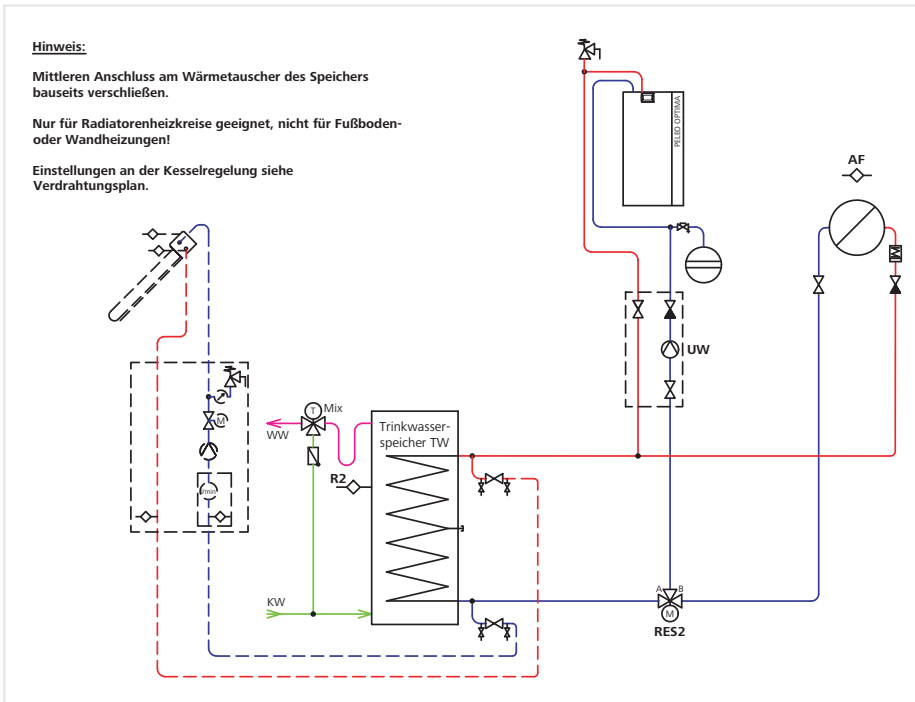 Hinweis:
Mittleren Anschluss am Wärmetauscher des Speichers
bauseits verschließen.
Nur für Radiatorenheizkreise geeignet, nicht für Fußboden-
oder Wandheizungen!
Einstellungen an der Kesselregelung siehe
Verdrahtungsplan.
PELEO OPTIMA
AF
UW
M
l/min
T
Mix
WW
R2
KW
Trinkwasser-
speicher TW
A
B
M
RES2